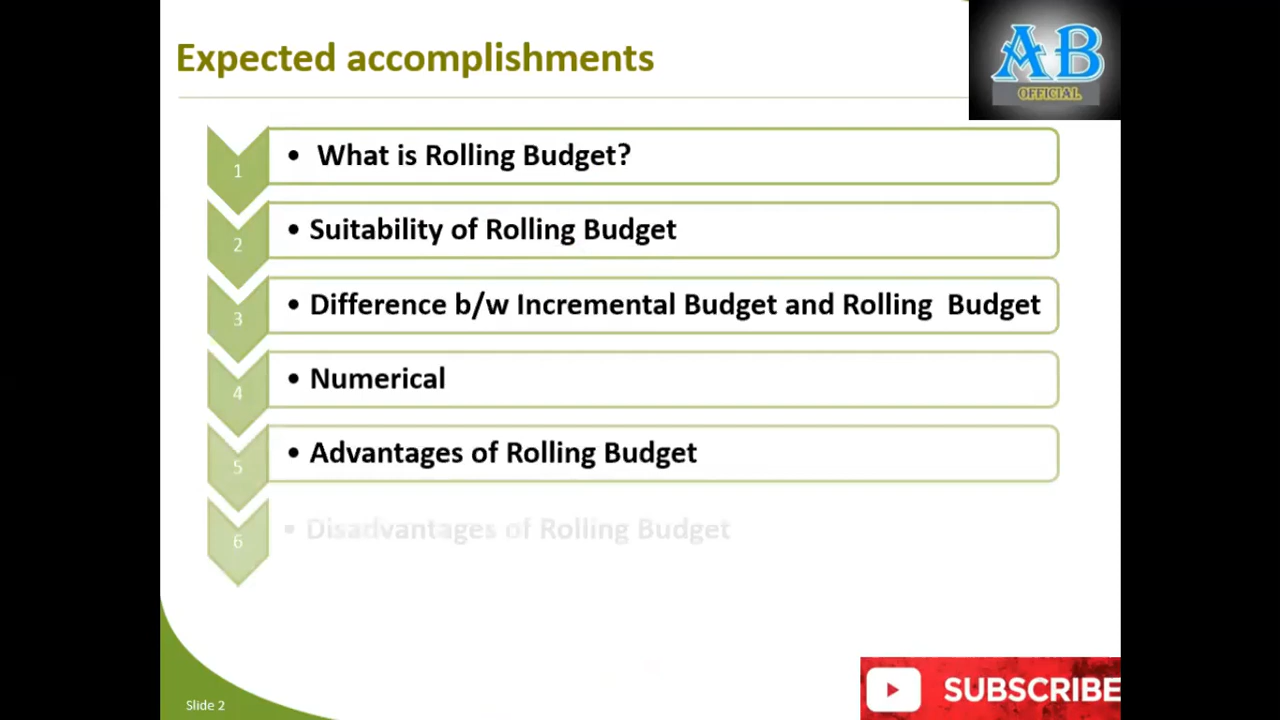 Expected accomplishments
AB
OFFICIAL
1
• What is Rolling Budget?
2
• Suitability of Rolling Budget
3
• Difference b/w Incremental Budget and Rolling Budget
4
• Numerical
5
• Advantages of Rolling Budget
6
• Disadvantages of Rolling Budget
Slide 2
SUBSCRIBE